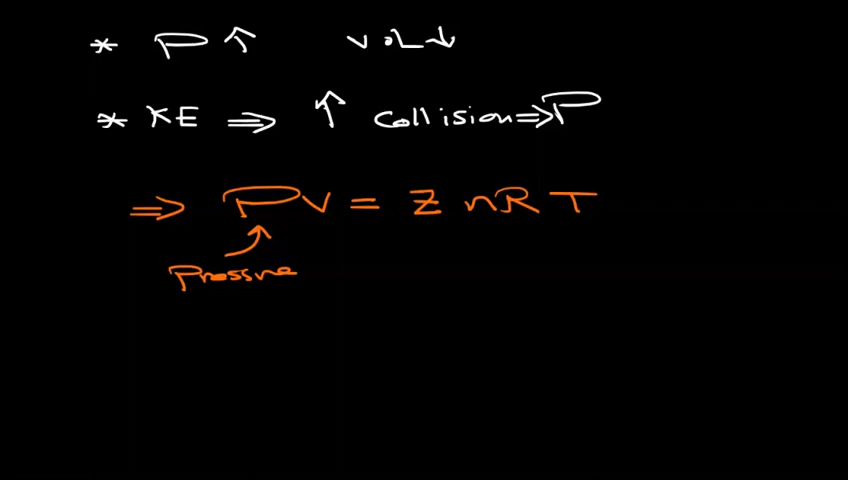 * P ↑ vol ↓
* KE ⇒ ↑ Collision ⇒ P
⇒ PV = Z nRT
Pressure